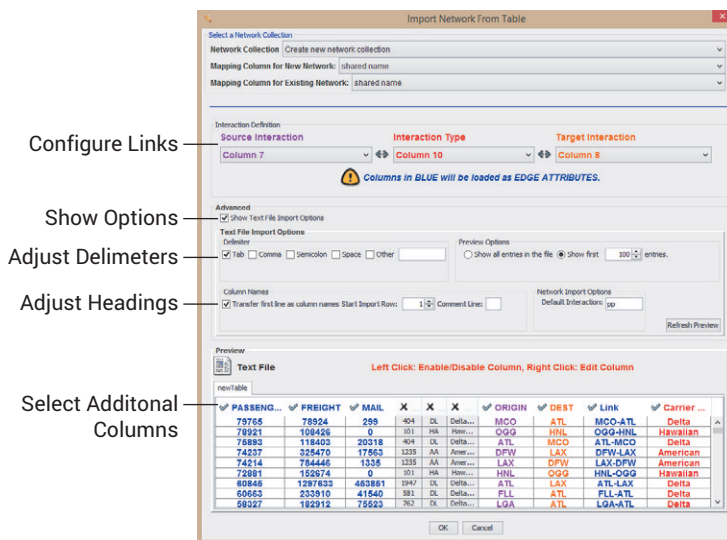 Import Network From Table
Select a Network Collection
Network Collection Create new network collection
Mapping Column for New Network: shared name
Mapping Column for Existing Network: shared name
Interaction Definition
Source Interaction Interaction Type Target Interaction
Configure Links
Column 7 Column 10 Column 8
Columns in BLUE will be loaded as EDGE ATTRIBUTES.
Advanced
Show Options
Show Text File Import Options
Text File Import Options
Delimiter Preview Options
Adjust Delimeters
Tab Comma Semicolon Space Other Show all entries in the file Show first 100 entries.
Column Names Network Import Options
Adjust Headings
Transfer first line as column names Start Import Row: 1 Comment Line: Default Interaction: pp
Refresh Preview
Preview
Text File Left Click: Enable/Disable Column, Right Click: Edit Column
newTable
Select Additonal
Columns
PASSENG... FREIGHT MAIL X ... X ... X ... ORIGIN DEST Link Carrier ...
79765 78924 299 404 DL Delta... MCO ATL MCO-ATL Delta
78921 108426 0 101 HA Haw... OGG HNL OGG-HNL Hawaiian
75893 118403 20318 404 DL Delta... ATL MCO ATL-MCO Delta
74237 325470 17563 1235 AA Amer... DFW LAX DFW-LAX American
74214 784446 1335 1235 AA Amer... LAX DFW LAX-DFW American
72881 152674 0 101 HA Haw... HNL OGG HNL-OGG Hawaiian
60845 1297633 453851 1947 DL Delta... ATL LAX ATL-LAX Delta
60663 233910 41540 581 DL Delta... FLL ATL FLL-ATL Delta
58327 182912 75523 762 DL Delta... LGA ATL LGA-ATL Delta
OK Cancel